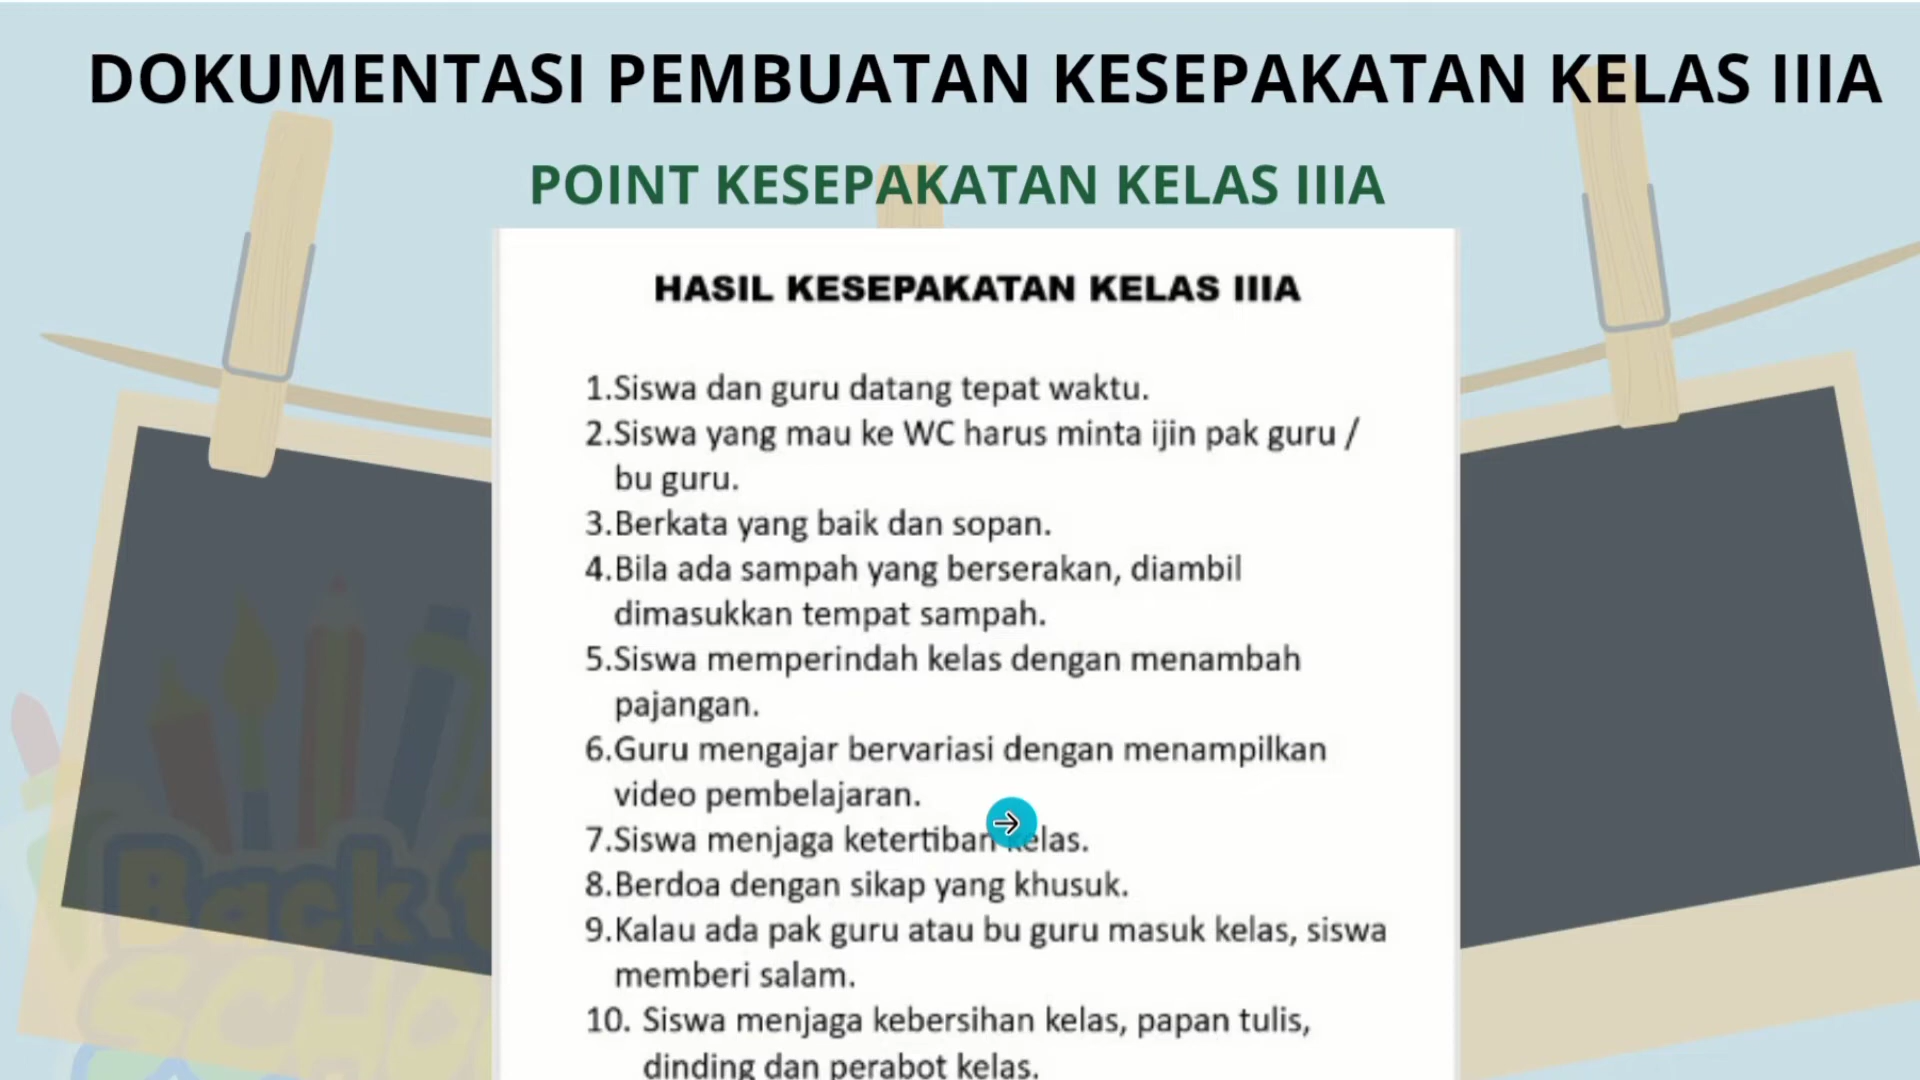 DOKUMENTASI PEMBUATAN KESEPAKATAN KELAS IIIA
POINT KESEPAKATAN KELAS IIIA
HASIL KESEPAKATAN KELAS IIIA
1.Siswa dan guru datang tepat waktu.
2.Siswa yang mau ke WC harus minta ijin pak guru /
bu guru.
3.Berkata yang baik dan sopan.
4.Bila ada sampah yang berserakan, diambil
dimasukkan tempat sampah.
5.Siswa memperindah kelas dengan menambah
pajangan.
6.Guru mengajar bervariasi dengan menampilkan
video pembelajaran.
7.Siswa menjaga ketertiban kelas.
8.Berdoa dengan sikap yang khusuk.
9.Kalau ada pak guru atau bu guru masuk kelas, siswa
memberi salam.
10. Siswa menjaga kebersihan kelas, papan tulis,
dinding dan perabot kelas.
Back